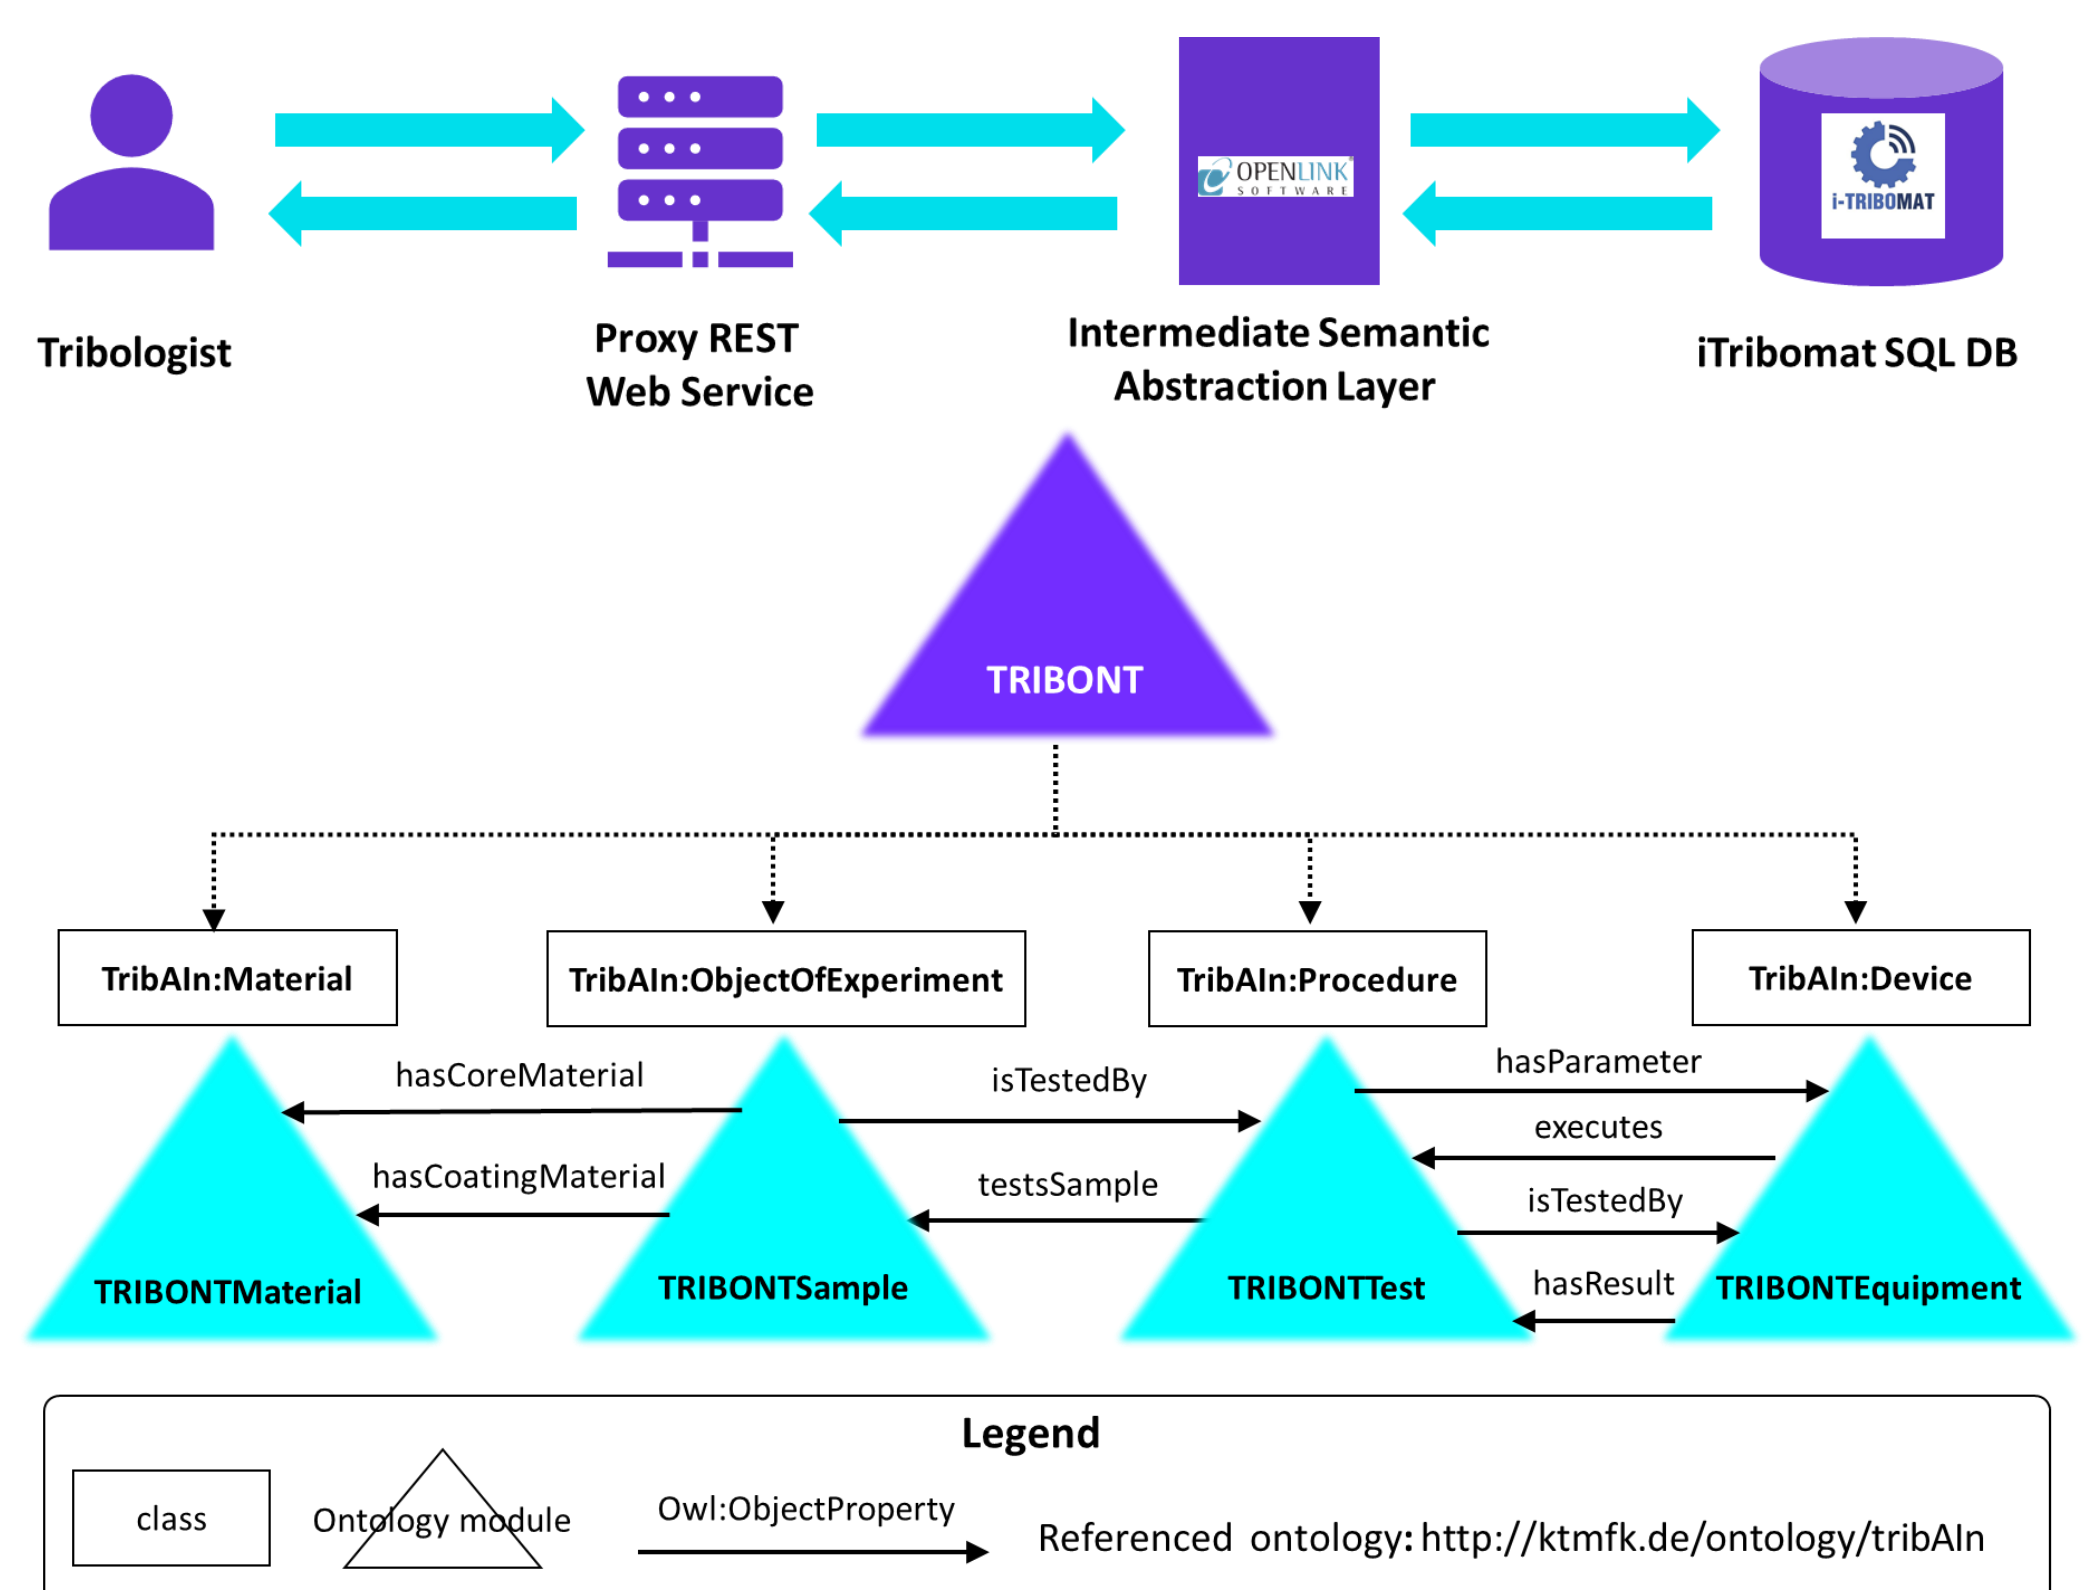 OPENLINK
SOFTWARE
i-TRIBOMAT
Tribologist
Proxy REST
Web Service
Intermediate Semantic
Abstraction Layer
iTribomat SQL DB
TRIBONT
TribAIn:Material
TribAIn:ObjectOfExperiment
TribAIn:Procedure
TribAIn:Device
hasCoreMaterial
isTestedBy
hasParameter
executes
hasCoatingMaterial
testsSample
isTestedBy
hasResult
TRIBONTMaterial
TRIBONTSample
TRIBONTTest
TRIBONTEquipment
Legend
class
Ontology module
Owl:ObjectProperty
Referenced ontology: http://ktmfk.de/ontology/tribAIn